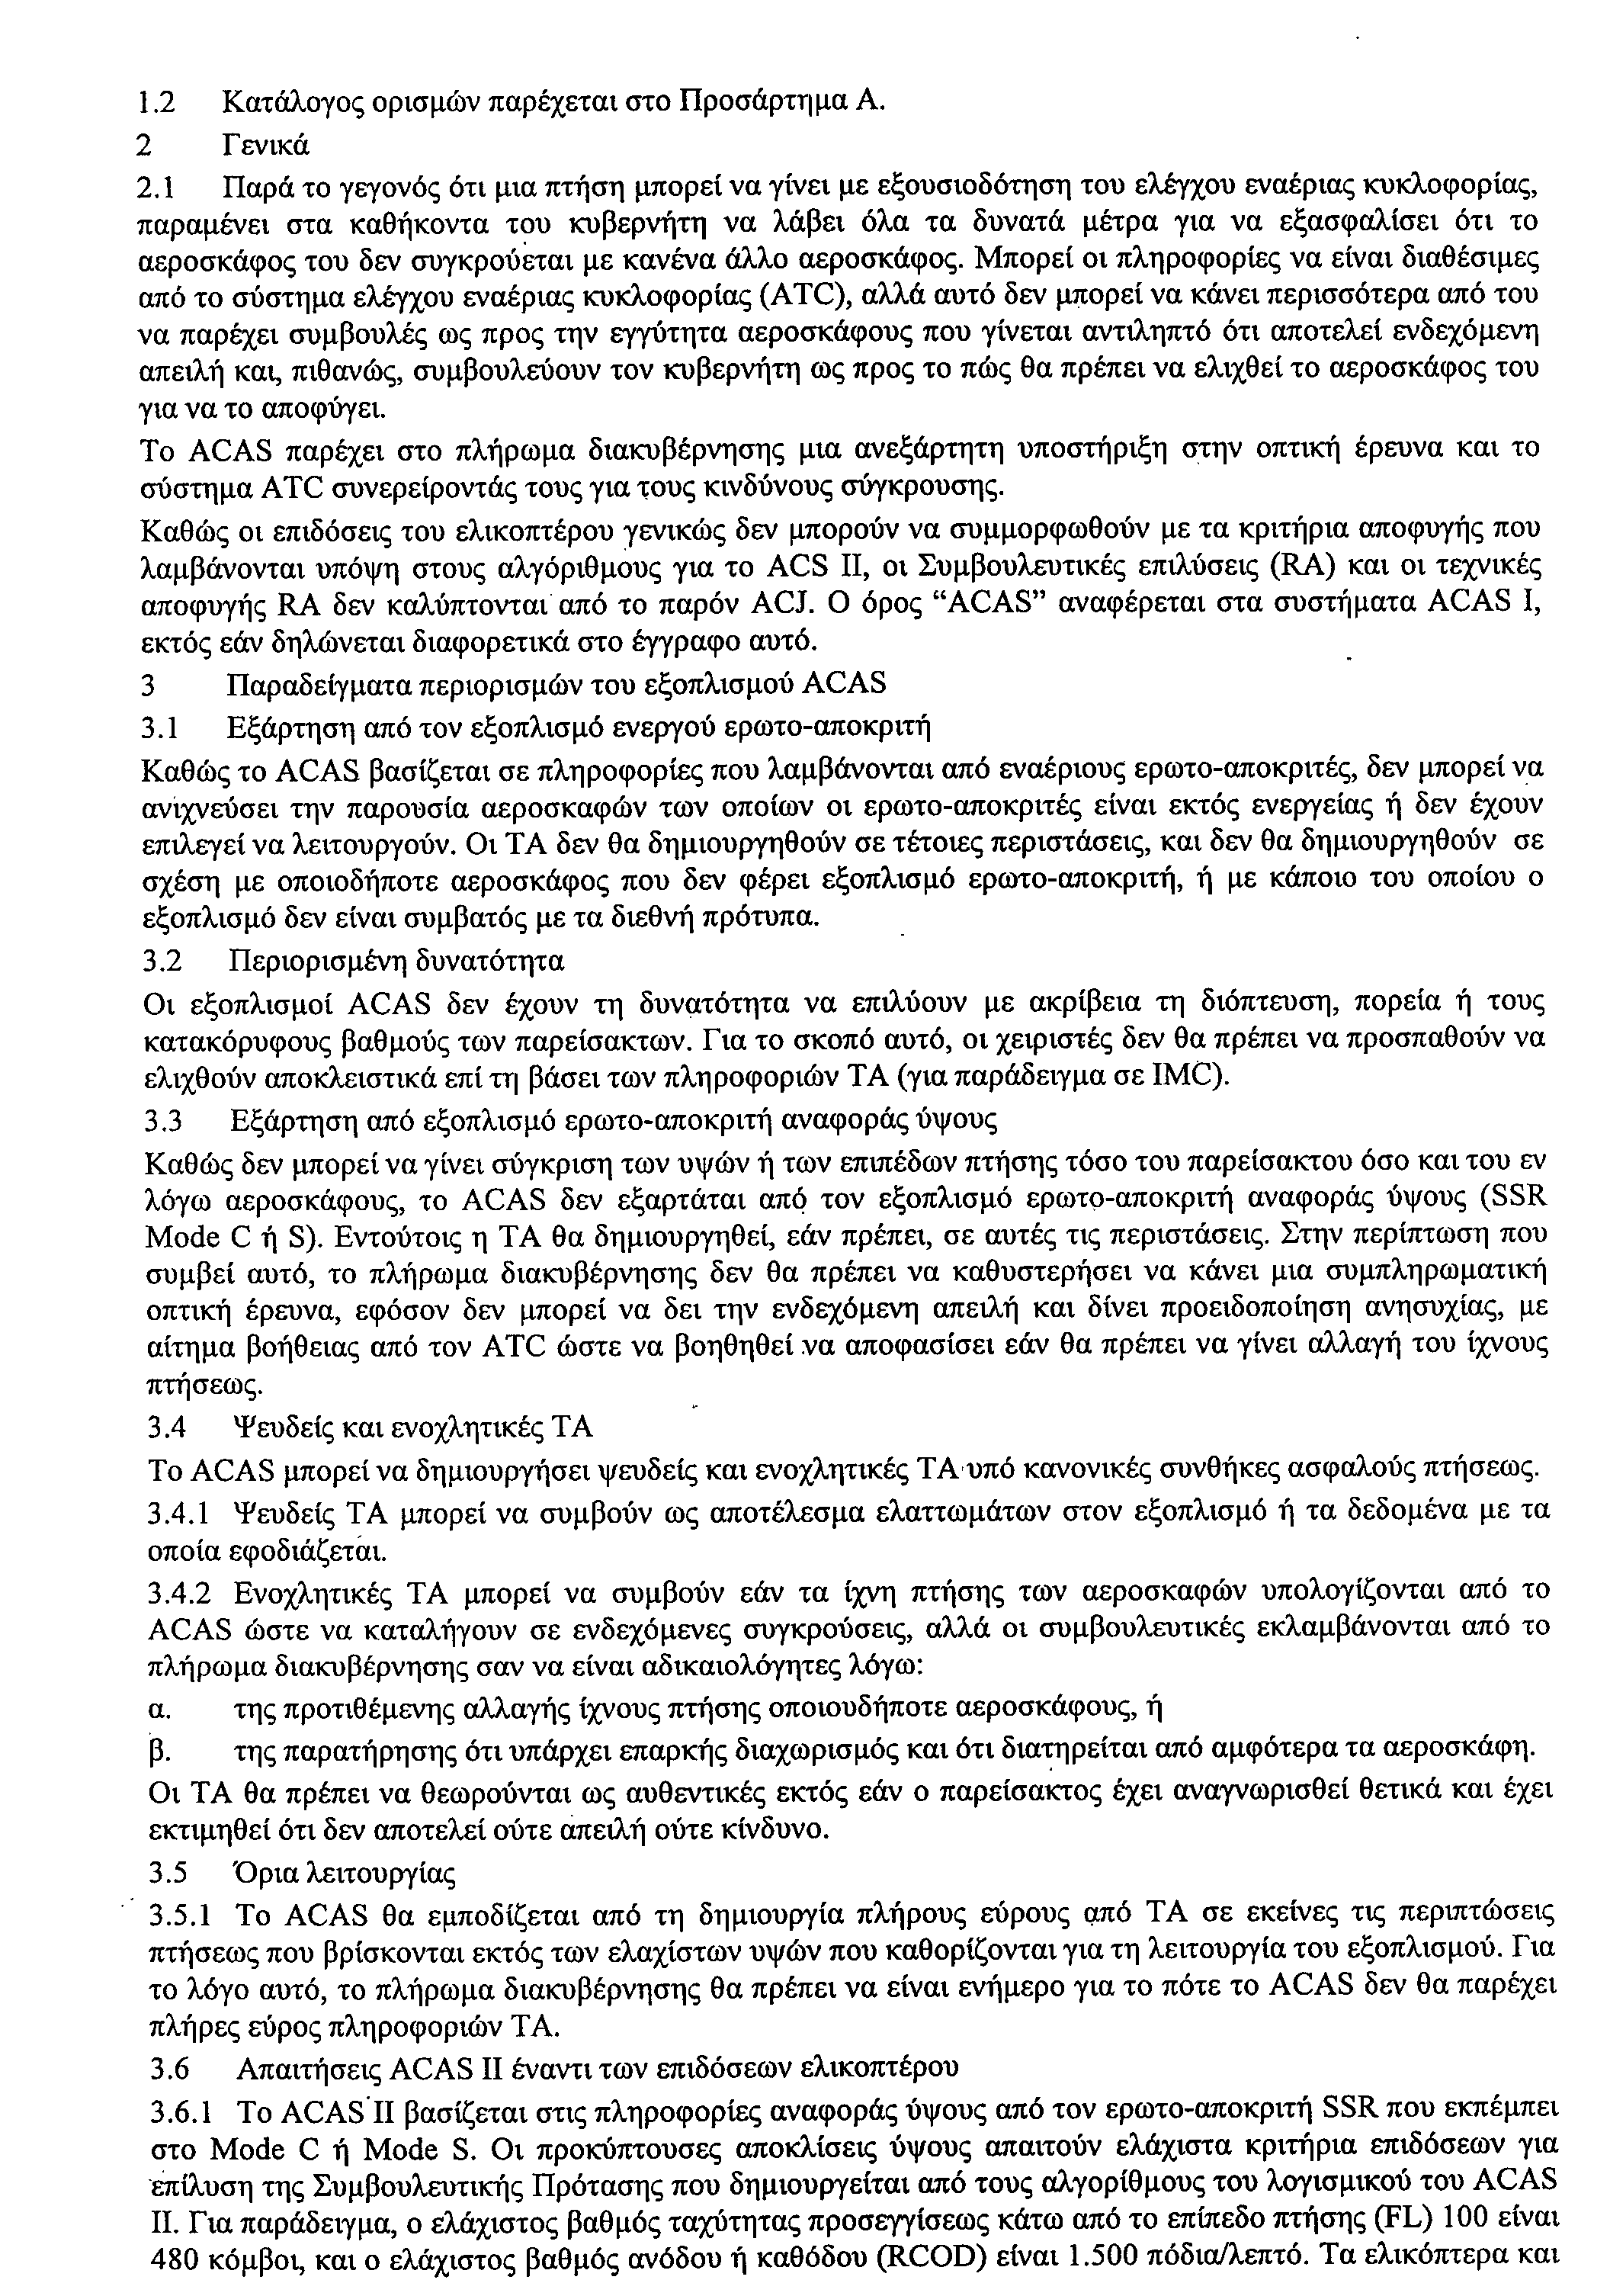 1.2 Κατάλογος ορισμών παρέχεται στο Προσάρτημα Α.
2 Γενικά
2.1 Παρά το γεγονός ότι μια πτήση μπορεί να γίνει με εξουσιοδότηση του ελέγχου εναέριας κυκλοφορίας,
παραμένει στα καθήκοντα του κυβερνήτη να λάβει όλα τα δυνατά μέτρα για να εξασφαλίσει ότι το
αεροσκάφος του δεν συγκρούεται με κανένα άλλο αεροσκάφος. Μπορεί οι πληροφορίες να είναι διαθέσιμες
από το σύστημα ελέγχου εναέριας κυκλοφορίας (ATC), αλλά αυτό δεν μπορεί να κάνει περισσότερα από του
να παρέχει συμβουλές ως προς την εγγύτητα αεροσκάφους που γίνεται αντιληπτό ότι αποτελεί ενδεχόμενη
απειλή και, πιθανώς, συμβουλεύουν τον κυβερνήτη ως προς το πώς θα πρέπει να ελιχθεί το αεροσκάφος του
για να το αποφύγει.
Το ACAS παρέχει στο πλήρωμα διακυβέρνησης μια ανεξάρτητη υποστήριξη στην οπτική έρευνα και το
σύστημα ATC συνερείροντάς τους για τους κινδύνους σύγκρουσης.
Καθώς οι επιδόσεις του ελικοπτέρου γενικώς δεν μπορούν να συμμορφωθούν με τα κριτήρια αποφυγής που
λαμβάνονται υπόψη στους αλγόριθμους για το ACS II, οι Συμβουλευτικές επιλύσεις (RA) και οι τεχνικές
αποφυγής RA δεν καλύπτονται από το παρόν ACJ. Ο όρος “ACAS” αναφέρεται στα συστήματα ACAS I,
εκτός εάν δηλώνεται διαφορετικά στο έγγραφο αυτό.
3 Παραδείγματα περιορισμών του εξοπλισμού ACAS
3.1 Εξάρτηση από τον εξοπλισμό ενεργού ερωτο-αποκριτή
Καθώς το ACAS βασίζεται σε πληροφορίες που λαμβάνονται από εναέριους ερωτο-αποκριτές, δεν μπορεί να
ανιχνεύσει την παρουσία αεροσκαφών των οποίων οι ερωτο-αποκριτές είναι εκτός ενεργείας ή δεν έχουν
επιλεγεί να λειτουργούν. Οι TA δεν θα δημιουργηθούν σε τέτοιες περιστάσεις, και δεν θα δημιουργηθούν σε
σχέση με οποιοδήποτε αεροσκάφος που δεν φέρει εξοπλισμό ερωτο-αποκριτή, ή με κάποιο του οποίου ο
εξοπλισμό δεν είναι συμβατός με τα διεθνή πρότυπα.
3.2 Περιορισμένη δυνατότητα
Οι εξοπλισμοί ACAS δεν έχουν τη δυνατότητα να επιλύουν με ακρίβεια τη διόπτευση, πορεία ή τους
κατακόρυφους βαθμούς των παρείσακτων. Για το σκοπό αυτό, οι χειριστές δεν θα πρέπει να προσπαθούν να
ελιχθούν αποκλειστικά επί τη βάσει των πληροφοριών TA (για παράδειγμα σε IMC).
3.3 Εξάρτηση από εξοπλισμό ερωτο-αποκριτή αναφοράς ύψους
Καθώς δεν μπορεί να γίνει σύγκριση των υψών ή των επιπέδων πτήσης τόσο του παρείσακτου όσο και του εν
λόγω αεροσκάφους, το ACAS δεν εξαρτάται από τον εξοπλισμό ερωτο-αποκριτή αναφοράς ύψους (SSR
Mode C ή S). Εντούτοις η TA θα δημιουργηθεί, εάν πρέπει, σε αυτές τις περιστάσεις. Στην περίπτωση που
συμβεί αυτό, το πλήρωμα διακυβέρνησης δεν θα πρέπει να καθυστερήσει να κάνει μια συμπληρωματική
οπτική έρευνα, εφόσον δεν μπορεί να δει την ενδεχόμενη απειλή και δίνει προειδοποίηση ανησυχίας, με
αίτημα βοήθειας από τον ATC ώστε να βοηθηθεί να αποφασίσει εάν θα πρέπει να γίνει αλλαγή του ίχνους
πτήσεως.
3.4 Ψευδείς και ενοχλητικές TA
Το ACAS μπορεί να δημιουργήσει ψευδείς και ενοχλητικές TA υπό κανονικές συνθήκες ασφαλούς πτήσεως.
3.4.1 Ψευδείς TA μπορεί να συμβούν ως αποτέλεσμα ελαττωμάτων στον εξοπλισμό ή τα δεδομένα με τα
οποία εφοδιάζεται.
3.4.2 Ενοχλητικές TA μπορεί να συμβούν εάν τα ίχνη πτήσης των αεροσκαφών υπολογίζονται από το
ACAS ώστε να καταλήγουν σε ενδεχόμενες συγκρούσεις, αλλά οι συμβουλευτικές εκλαμβάνονται από το
πλήρωμα διακυβέρνησης σαν να είναι αδικαιολόγητες λόγω:
α. της προτιθέμενης αλλαγής ίχνους πτήσης οποιουδήποτε αεροσκάφους, ή
β. της παρατήρησης ότι υπάρχει επαρκής διαχωρισμός και ότι διατηρείται από αμφότερα τα αεροσκάφη.
Οι TA θα πρέπει να θεωρούνται ως αυθεντικές εκτός εάν ο παρείσακτος έχει αναγνωρισθεί θετικά και έχει
εκτιμηθεί ότι δεν αποτελεί ούτε απειλή ούτε κίνδυνο.
3.5 Όρια λειτουργίας
3.5.1 Το ACAS θα εμποδίζεται από τη δημιουργία πλήρους εύρους από TA σε εκείνες τις περιπτώσεις
πτήσεως που βρίσκονται εκτός των ελαχίστων υψών που καθορίζονται για τη λειτουργία του εξοπλισμού. Για
το λόγο αυτό, το πλήρωμα διακυβέρνησης θα πρέπει να είναι ενήμερο για το πότε το ACAS δεν θα παρέχει
πλήρες εύρος πληροφοριών TA.
3.6 Απαιτήσεις ACAS II έναντι των επιδόσεων ελικοπτέρου
3.6.1 Το ACAS II βασίζεται στις πληροφορίες αναφοράς ύψους από τον ερωτο-αποκριτή SSR που εκπέμπει
στο Mode C ή Mode S. Οι προκύπτουσες αποκλίσεις ύψους απαιτούν ελάχιστα κριτήρια επιδόσεων για
επίλυση της Συμβουλευτικής Πρότασης που δημιουργείται από τους αλγορίθμους του λογισμικού του ACAS
II. Για παράδειγμα, ο ελάχιστος βαθμός ταχύτητας προσεγγίσεως κάτω από το επίπεδο πτήσης (FL) 100 είναι
480 κόμβοι, και ο ελάχιστος βαθμός ανόδου ή καθόδου (RCOD) είναι 1.500 πόδια/λεπτό. Τα ελικόπτερα και